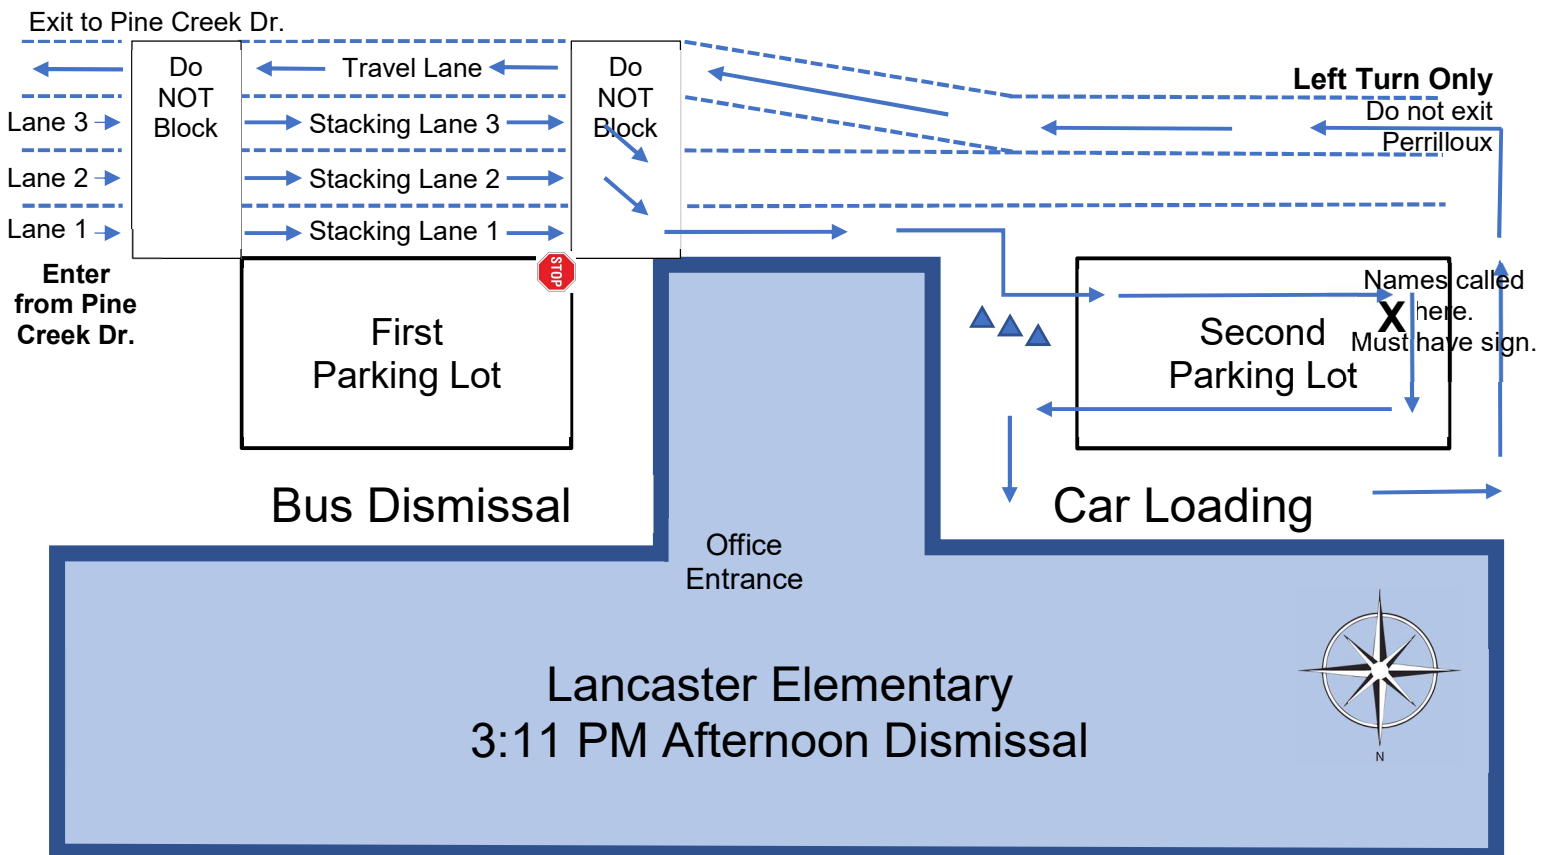 Exit to Pine Creek Dr.
Do
NOT
Block
Travel Lane
Do
NOT
Block
Left Turn Only
Do not exit
Perrilloux
Lane 3
Stacking Lane 3
Lane 2
Stacking Lane 2
Lane 1
Stacking Lane 1
Enter
from Pine
Creek Dr.
STOP
First
Parking Lot
Second
Parking Lot
Names called
X here.
Must have sign.
Bus Dismissal
Car Loading
Office
Entrance
Lancaster Elementary
3:11 PM Afternoon Dismissal
N